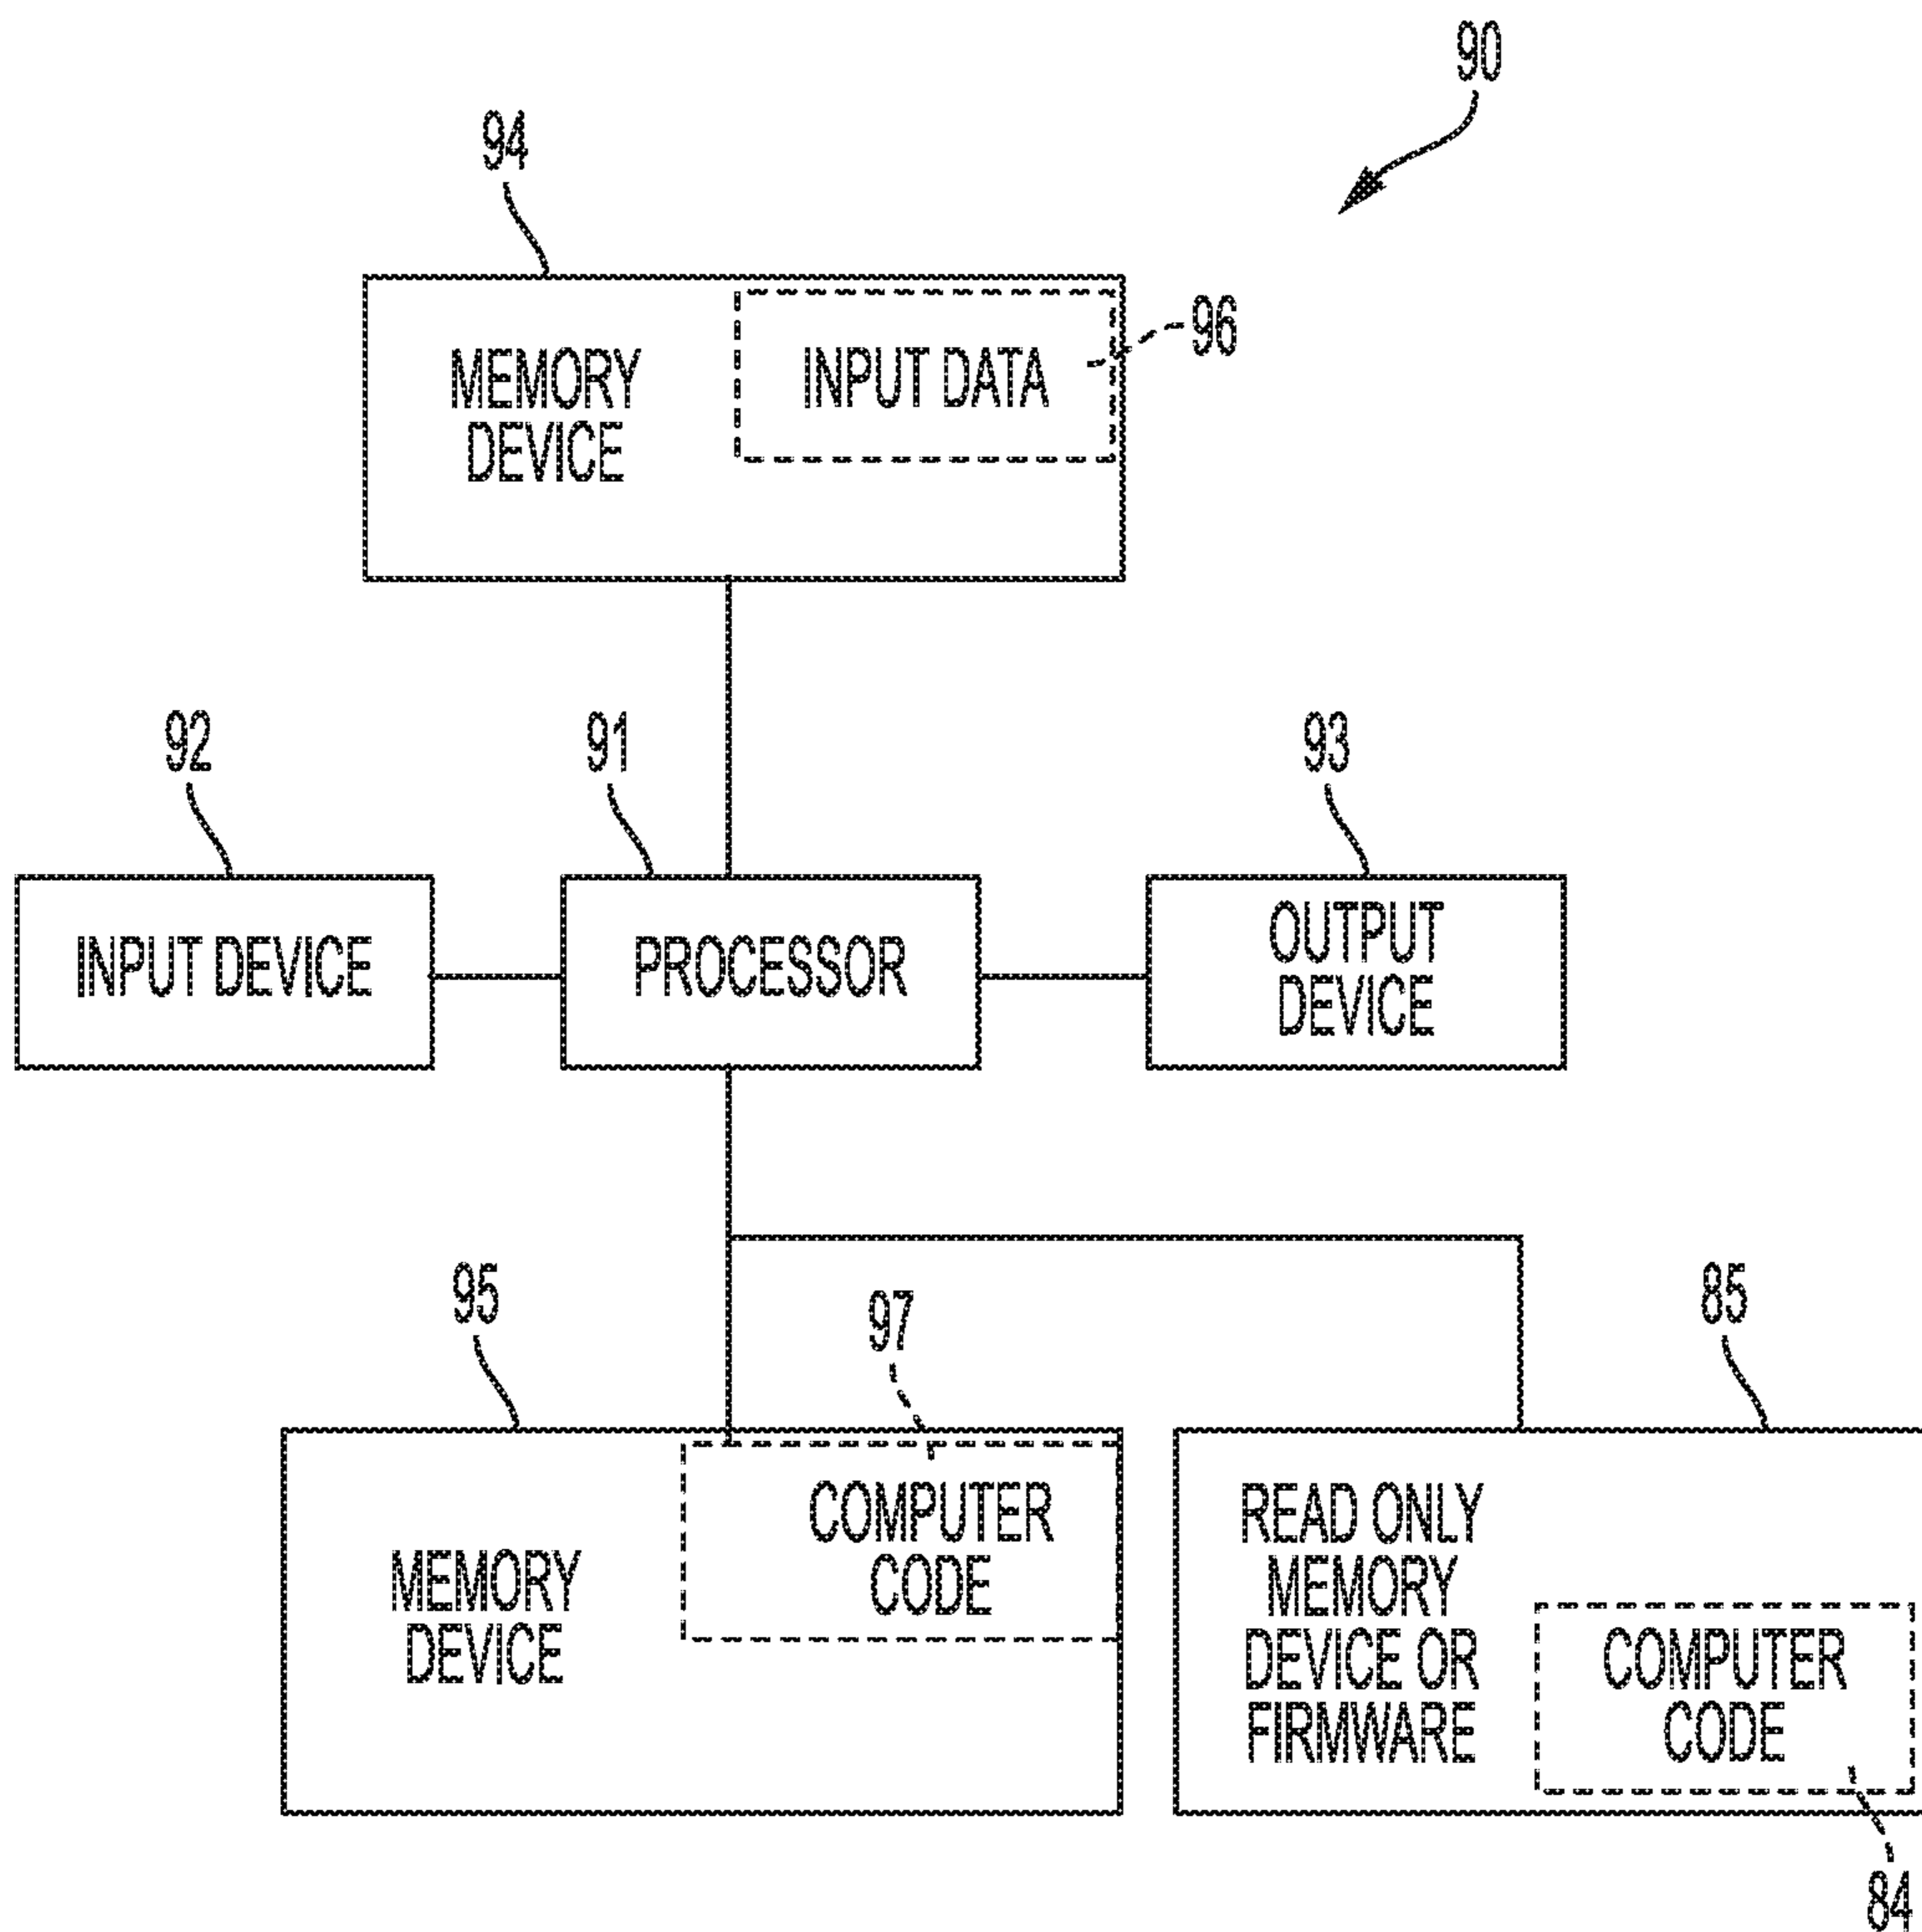 90
94
MEMORY
DEVICE
INPUT DATA
96
92
91
93
INPUT DEVICE
PROCESSOR
OUTPUT
DEVICE
95
97
85
MEMORY
DEVICE
COMPUTER
CODE
READ ONLY
MEMORY
DEVICE OR
FIRMWARE
COMPUTER
CODE
84